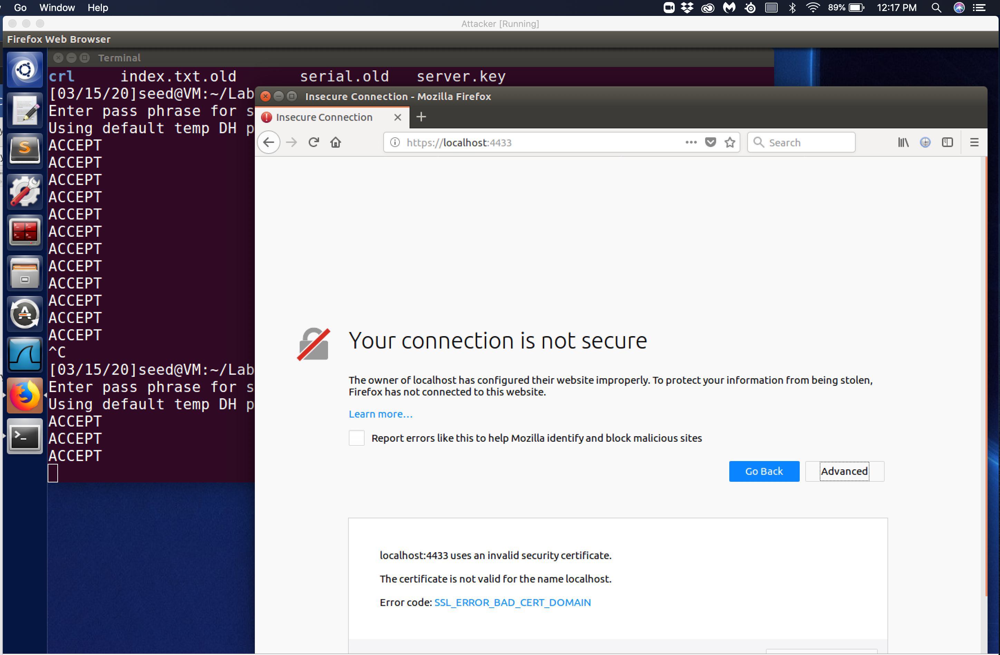 Go Window Help 89% 12:17 PM
Attacker [Running]
Firefox Web Browser
Terminal
crl index.txt.old serial.old server.key
[03/15/20]seed@VM:~/Lab
Enter pass phrase for s
Using default temp DH p
ACCEPT
ACCEPT
ACCEPT
ACCEPT
ACCEPT
ACCEPT
ACCEPT
ACCEPT
ACCEPT
ACCEPT
ACCEPT
ACCEPT
^C
[03/15/20]seed@VM:~/Lab
Enter pass phrase for s
Using default temp DH p
ACCEPT
ACCEPT
ACCEPT
Insecure Connection - Mozilla Firefox
Insecure Connection
https://localhost:4433
Search
Your connection is not secure
The owner of localhost has configured their website improperly. To protect your information from being stolen,
Firefox has not connected to this website.
Learn more…
Report errors like this to help Mozilla identify and block malicious sites
Go Back Advanced
localhost:4433 uses an invalid security certificate.
The certificate is not valid for the name localhost.
Error code: SSL_ERROR_BAD_CERT_DOMAIN